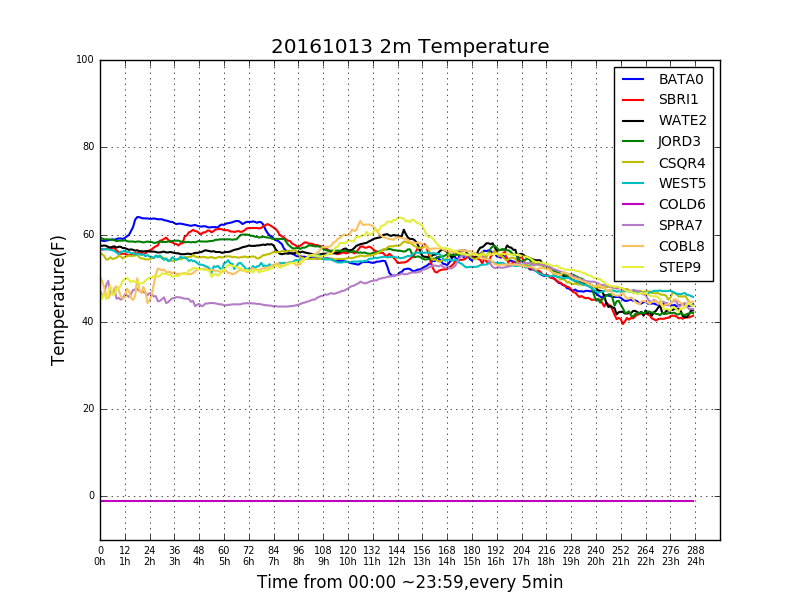 20161013 2m Temperature
100
80
60
40
20
0
Temperature(F)
BATA0
SBRI1
WATE2
JORD3
CSQR4
WEST5
COLD6
SPRA7
COBL8
STEP9
0 12 24 36 48 60 72 84 96 108 120 132 144 156 168 180 192 204 216 228 240 252 264 276 288
0h 1h 2h 3h 4h 5h 6h 7h 8h 9h 10h 11h 12h 13h 14h 15h 16h 17h 18h 19h 20h 21h 22h 23h 24h
Time from 00:00 ~23:59,every 5min